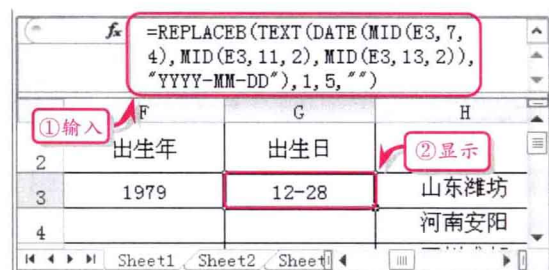 fx =REPLACEB(TEXT(DATE(MID(E3,7,
4),MID(E3,11,2),MID(E3,13,2)),
"YYYY-MM-DD"),1,5,"")
①输入
F G H
2 出生年 出生日 ②显示
3 1979 12-28 山东潍坊
4 河南安阳
Sheet1 Sheet2 Sheet